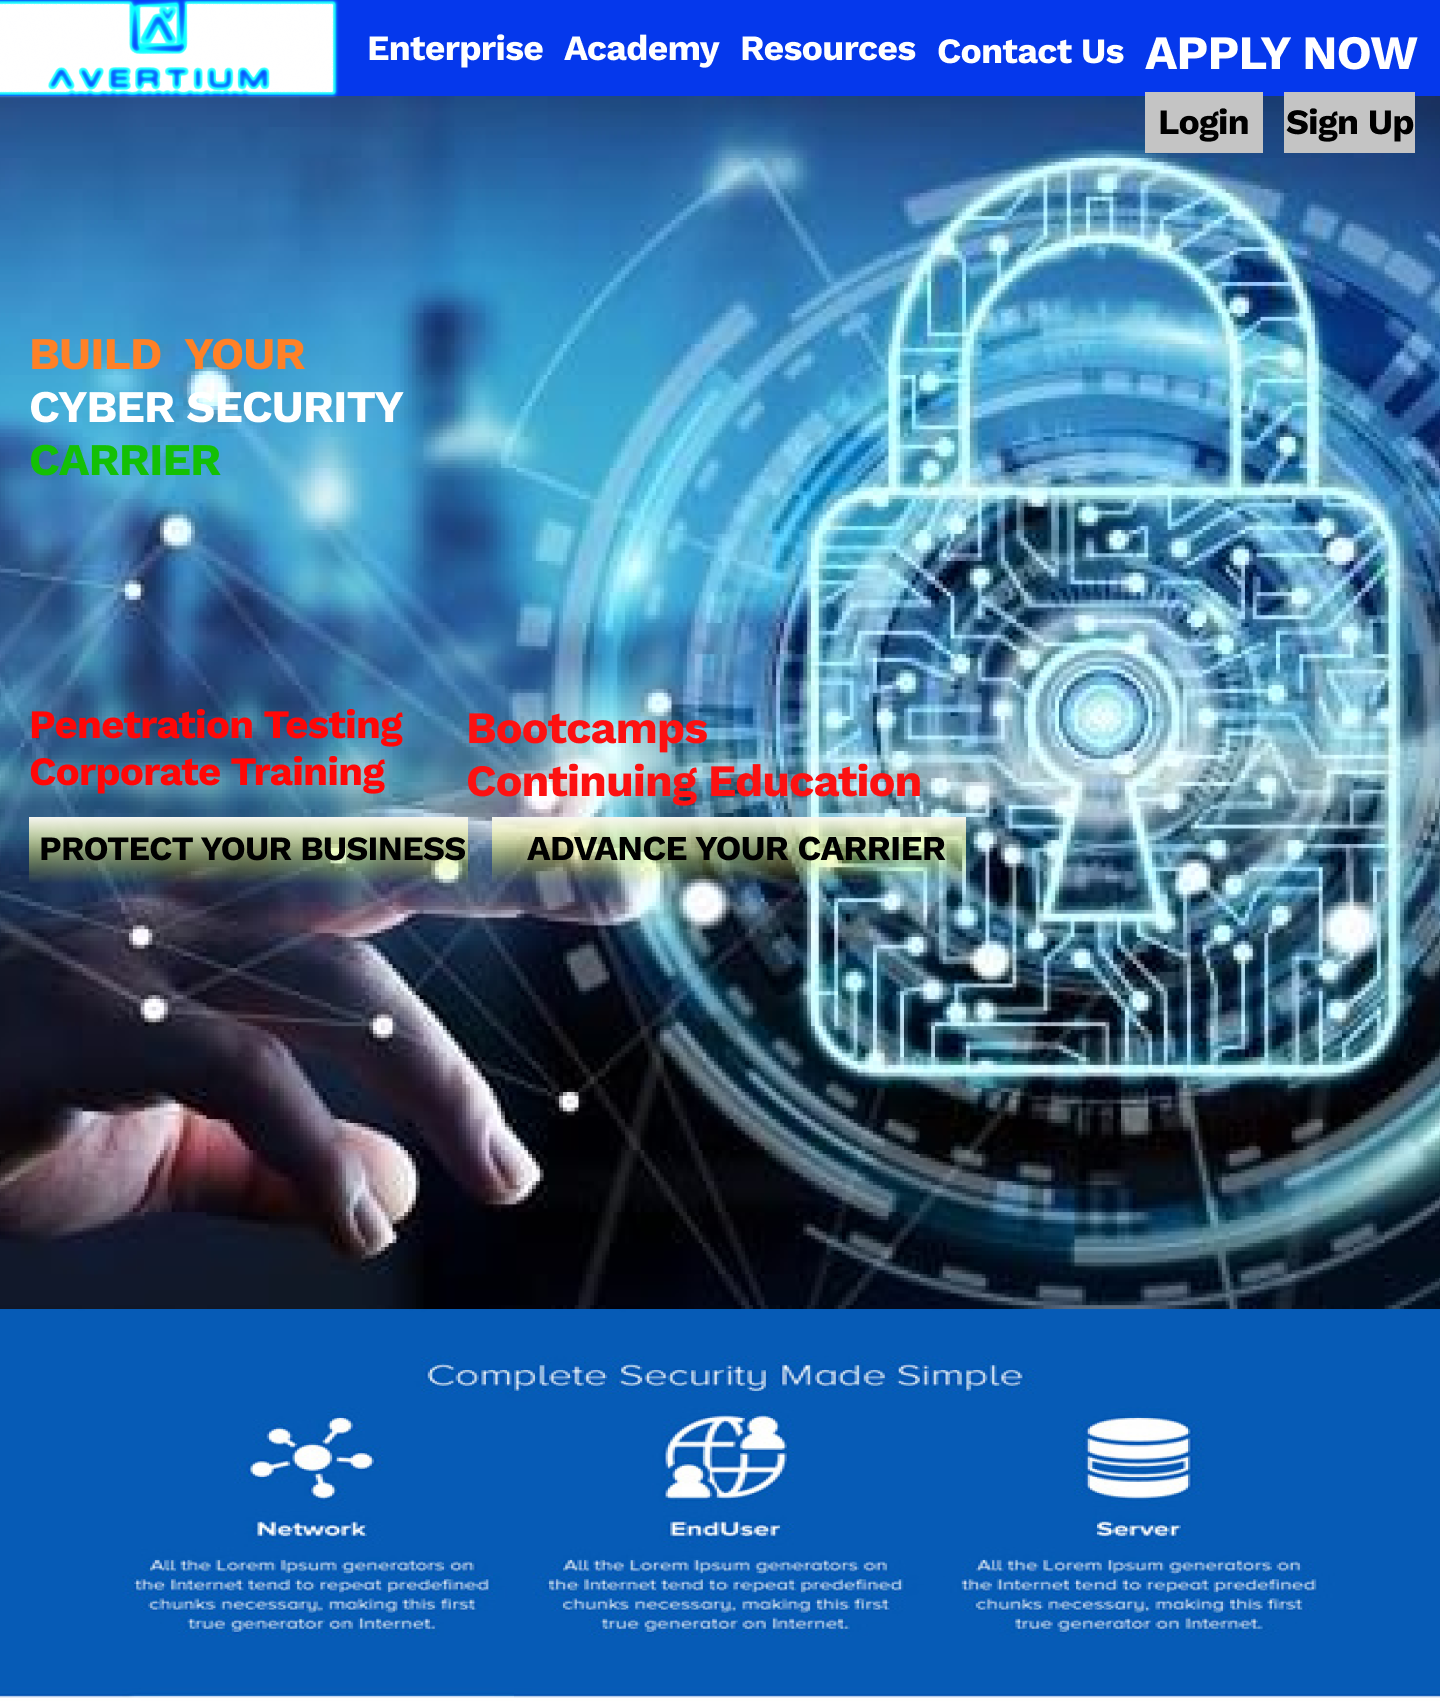 AVERTIUM
Enterprise Academy Resources Contact Us APPLY NOW
Login Sign Up
BUILD YOUR
CYBER SECURITY
CARRIER
Penetration Testing
Corporate Training
Bootcamps
Continuing Education
PROTECT YOUR BUSINESS
ADVANCE YOUR CARRIER
Complete Security Made Simple
Network
All the Lorem Ipsum generators on
the Internet tend to repeat predefined
chunks necessary, making this first
true generator on Internet.
EndUser
All the Lorem Ipsum generators on
the Internet tend to repeat predefined
chunks necessary, making this first
true generator on Internet.
Server
All the Lorem Ipsum generators on
the Internet tend to repeat predefined
chunks necessary, making this first
true generator on Internet.